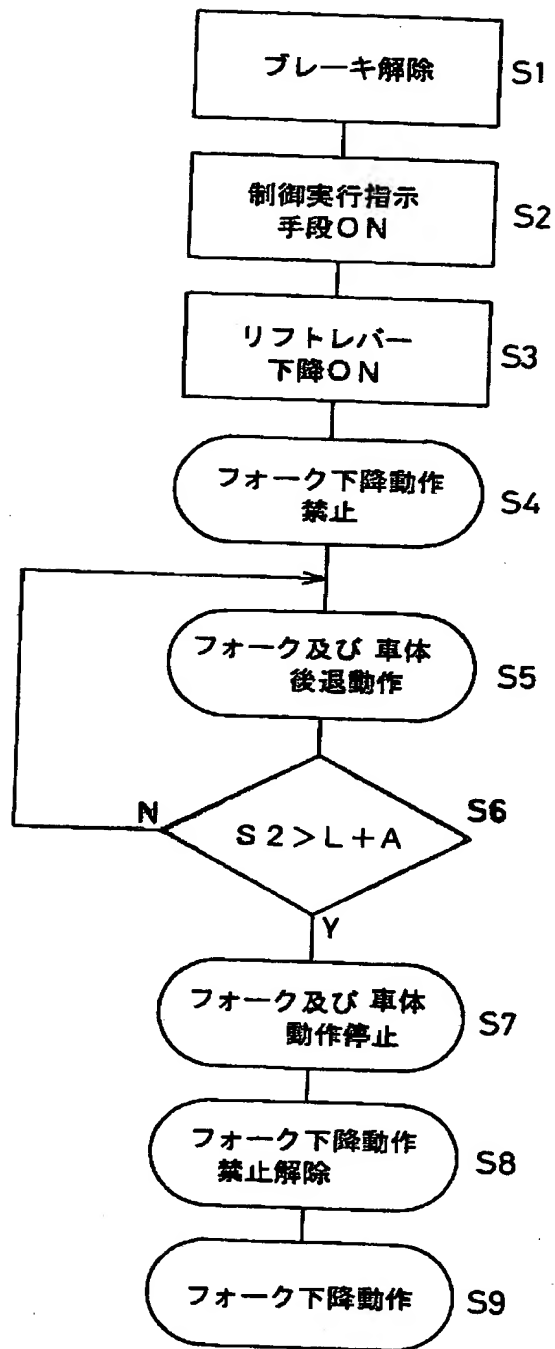 ブレーキ解除 S1
制御実行指示
手段ON S2
リフトレバー
下降ON S3
フォーク下降動作
禁止 S4
フォーク及び 車体
後退動作 S5
N S2>L+A S6
Y
フォーク及び 車体
動作停止 S7
フォーク下降動作
禁止解除 S8
フォーク下降動作 S9